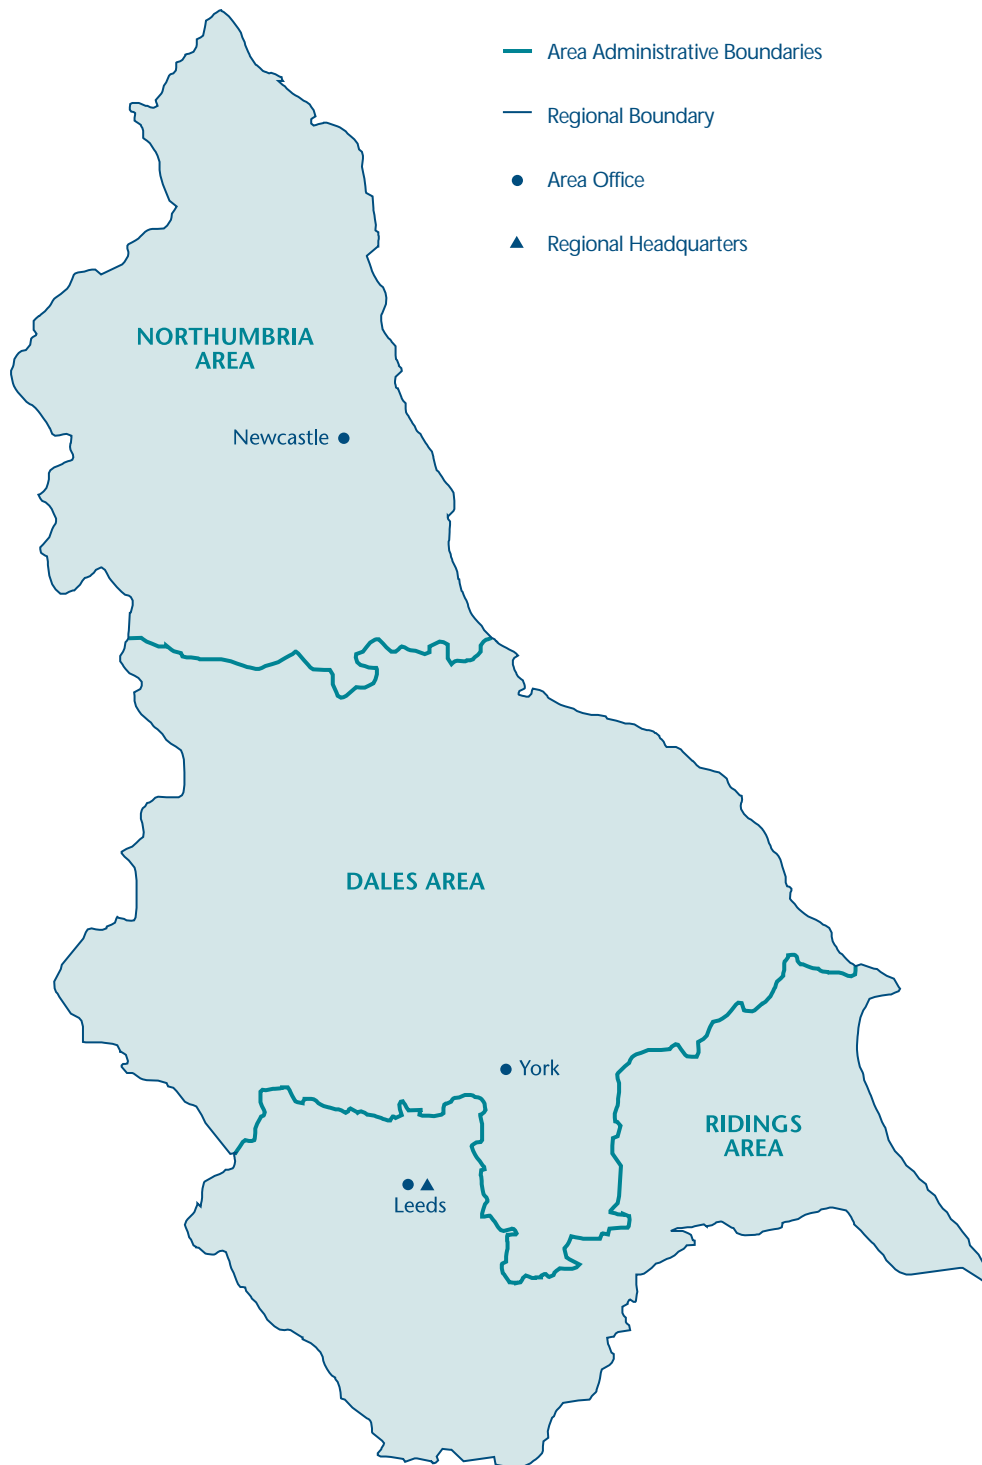 Area Administrative Boundaries
Regional Boundary
Area Office
Regional Headquarters
NORTHUMBRIA
AREA
Newcastle
DALES AREA
York
RIDINGS
AREA
Leeds